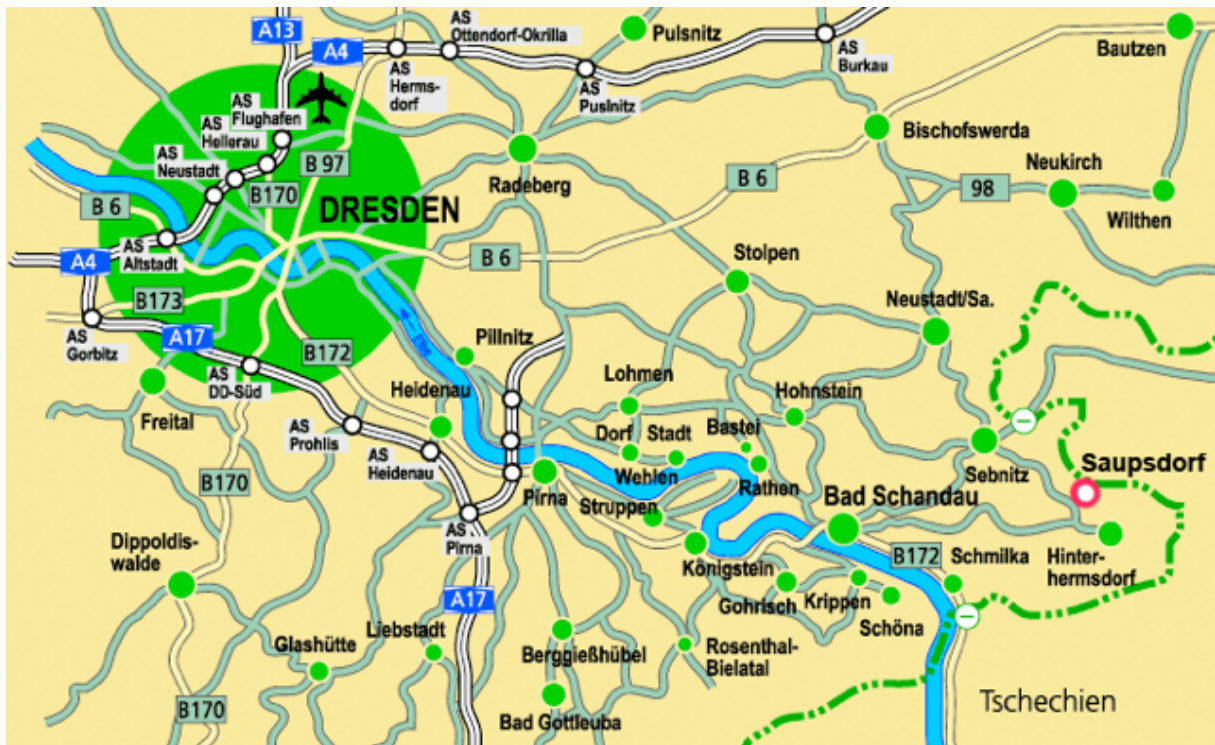 A13
A4
AS
Ottendorf-Okrilla
Pulsnitz
AS
Burkau
Bautzen
AS
Herms-
dorf
AS
Puslnitz
AS
Flughafen
AS
Hellerau
AS
Neustadt
B170
B 97
Radeberg
Bischofswerda
Neukirch
98
Wilthen
B 6
DRESDEN
B 6
B 6
A4
AS
Altstadt
B173
Stolpen
Neustadt/Sa.
AS
Gorbitz
A17
AS
DD-Süd
B172
Elbe
Pillnitz
Heidenau
Lohmen
Hohnstein
Freital
AS
Prohlis
AS
Heidenau
Dorf
Stadt
Wehlen
Bastei
Rathen
Sebnitz
Saupsdorf
B170
Pirna
Struppen
Bad Schandau
AS
Pirna
Dippoldis-
walde
Königstein
B172
Schmilka
Hinter-
hermsdorf
A17
Gohrisch
Krippen
Schöna
Glashütte
Liebstadt
Berggießhübel
Rosenthal-
Bielatal
B170
Bad Gottleuba
Tschechien